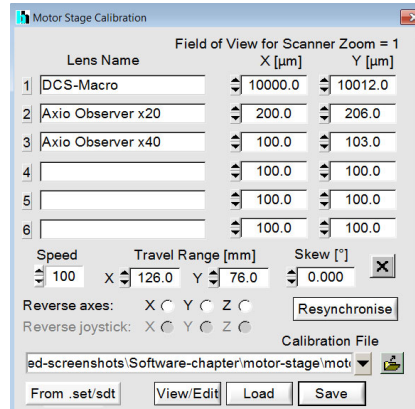 Motor Stage Calibration
Field of View for Scanner Zoom = 1
Lens Name X [µm] Y [µm]
1 DCS-Macro 10000.0 10012.0
2 Axio Observer x20 200.0 206.0
3 Axio Observer x40 100.0 103.0
4 100.0 100.0
5 100.0 100.0
6 100.0 100.0
Speed Travel Range [mm] Skew [°]
100 X 126.0 Y 76.0 0.000 X
Reverse axes: X Y Z Resynchronise
Reverse joystick: X Y Z
Calibration File
ed-screenshots\Software-chapter\motor-stage\mot
From .set/sdt View/Edit Load Save